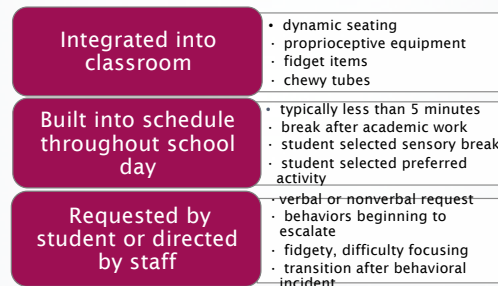 Integrated into
classroom
• dynamic seating
· proprioceptive equipment
· fidget items
· chewy tubes
Built into schedule
throughout school
day
• typically less than 5 minutes
· break after academic work
· student selected sensory break
· student selected preferred
activity
Requested by
student or directed
by staff
· verbal or nonverbal request
· behaviors beginning to
escalate
· fidgety, difficulty focusing
· transition after behavioral
incident